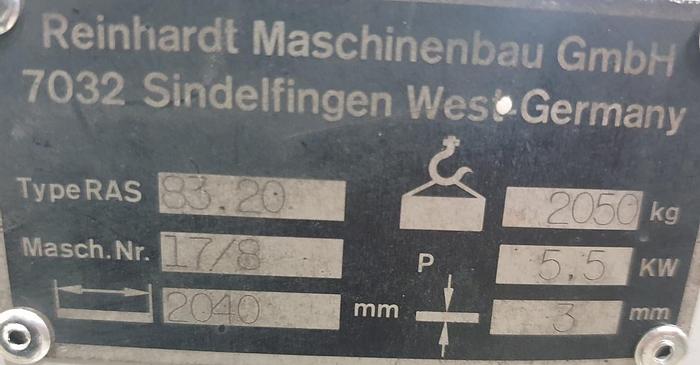 Reinhardt Maschinenbau GmbH
7032 Sindelfingen West-Germany
Type RAS 83.20
2050 kg
Masch.Nr. 17/8
P 5,5 KW
2040 mm
3 mm